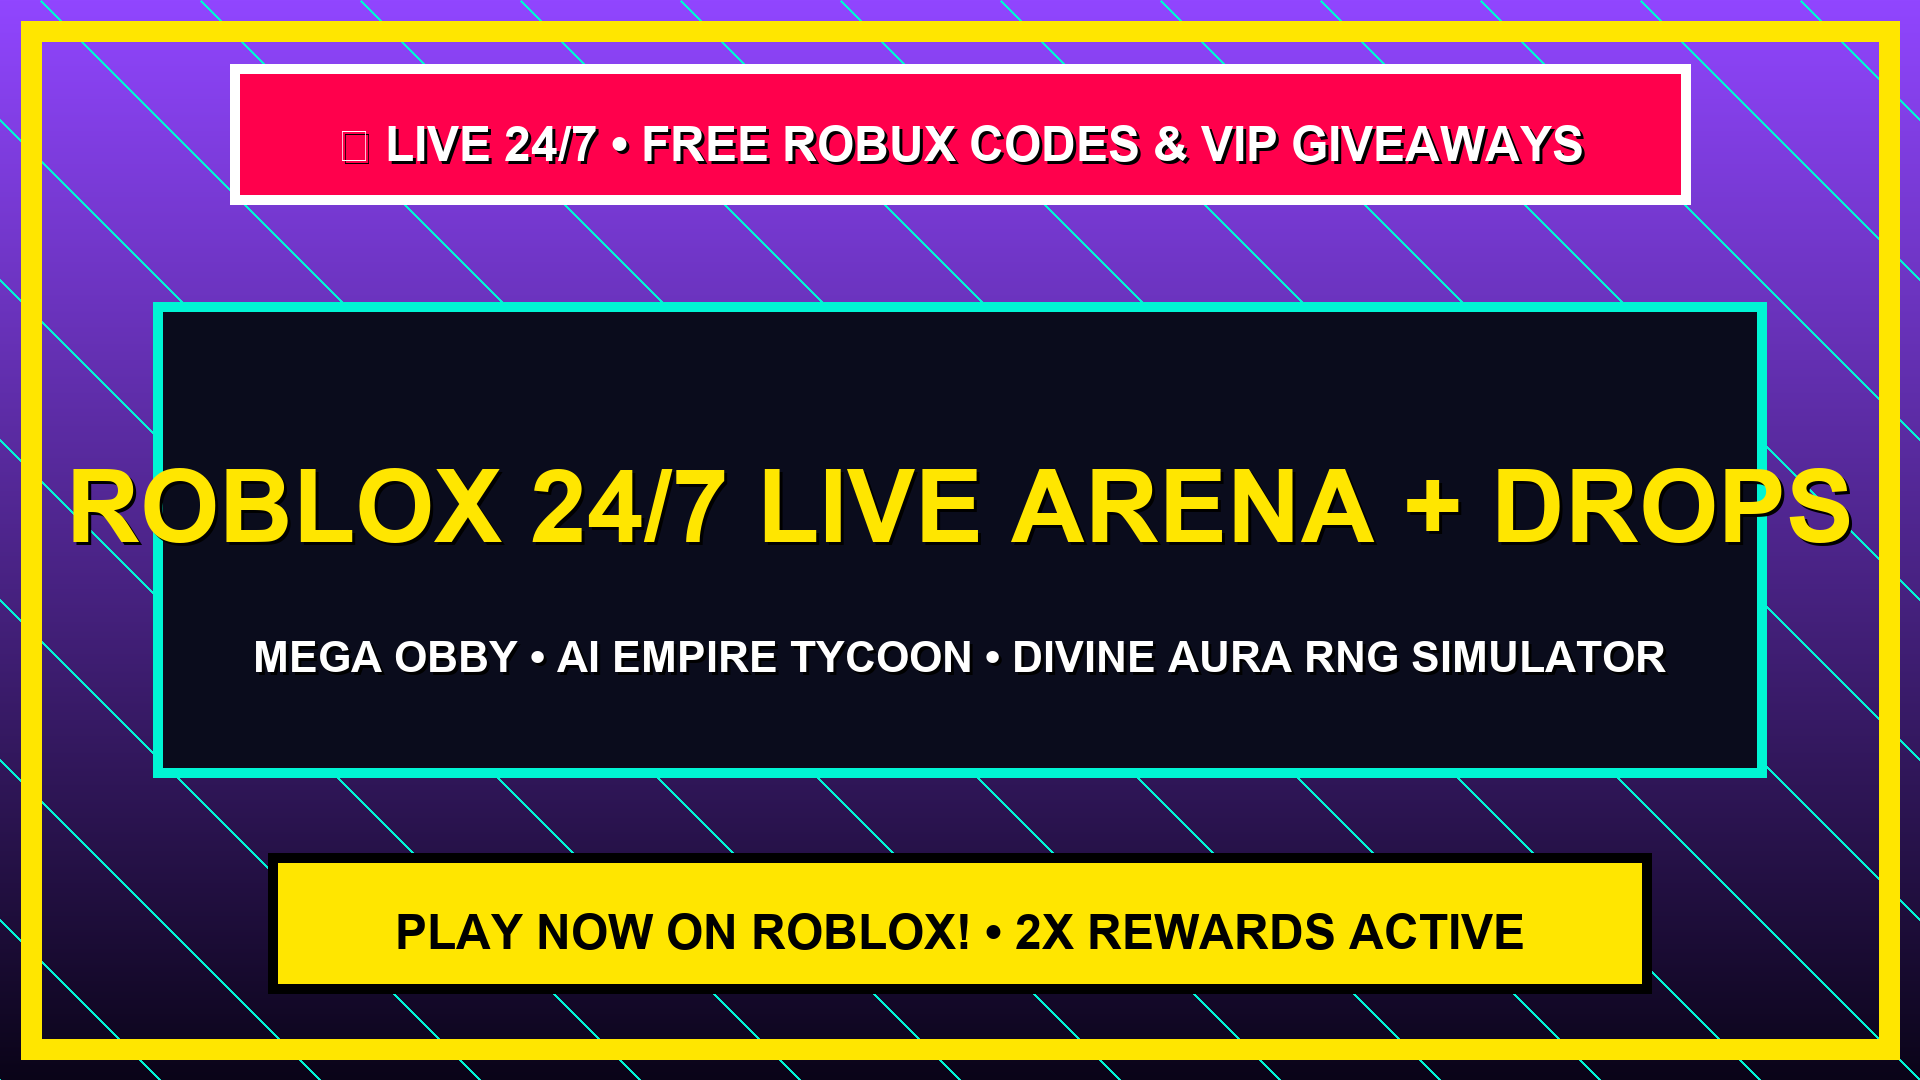 LIVE 24/7 • FREE ROBUX CODES & VIP GIVEAWAYS
ROBLOX 24/7 LIVE ARENA + DROPS
MEGA OBBY • AI EMPIRE TYCOON • DIVINE AURA RNG SIMULATOR
PLAY NOW ON ROBLOX! • 2X REWARDS ACTIVE